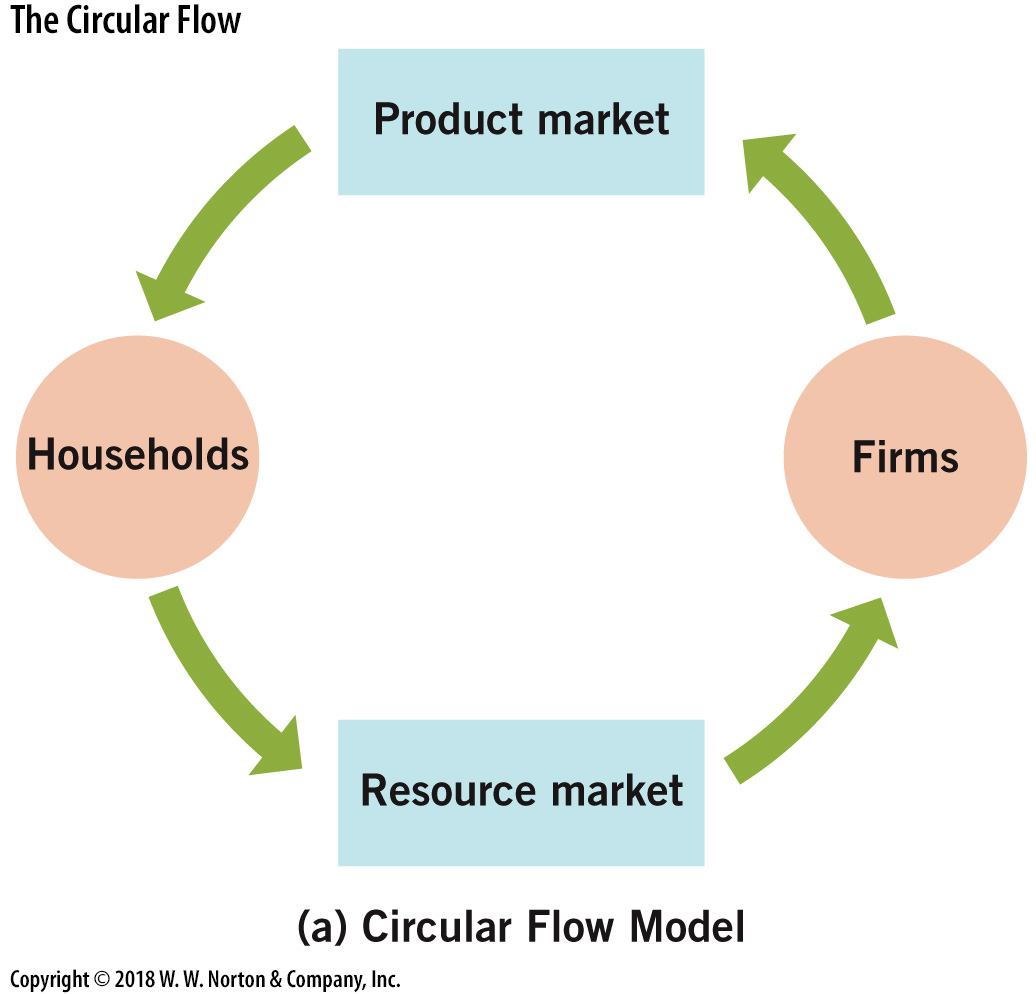 The Circular Flow
Product market
Households
Firms
Resource market
(a) Circular Flow Model
Copyright © 2018 W. W. Norton & Company, Inc.